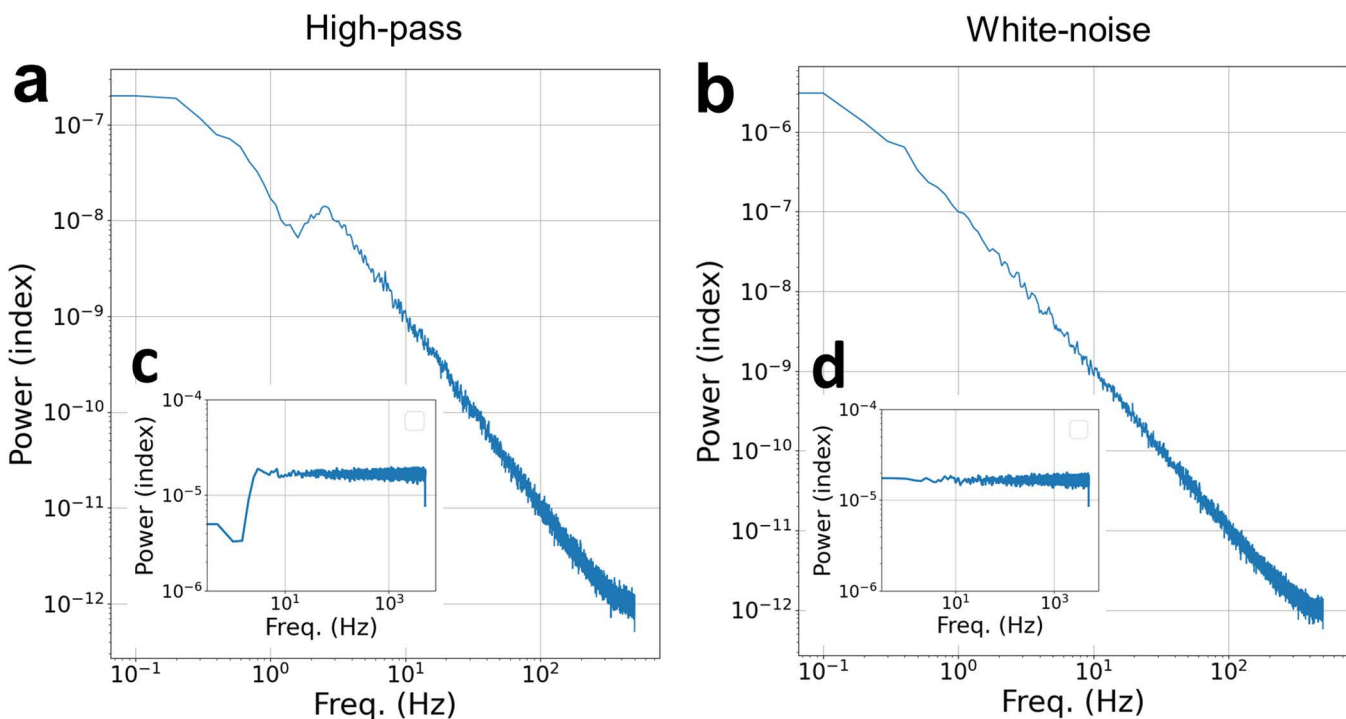 High-pass
White-noise
a
10⁻⁷
10⁻⁸
10⁻⁹
10⁻¹⁰
10⁻¹¹
10⁻¹²
Power (index)
10⁻¹
10⁰
10¹
10²
Freq. (Hz)
c
10⁻⁴
10⁻⁵
10⁻⁶
Power (index)
10¹
10³
Freq. (Hz)
b
10⁻⁶
10⁻⁷
10⁻⁸
10⁻⁹
10⁻¹⁰
10⁻¹¹
10⁻¹²
Power (index)
10⁻¹
10⁰
10¹
10²
Freq. (Hz)
d
10⁻⁴
10⁻⁵
10⁻⁶
Power (index)
10¹
10³
Freq. (Hz)